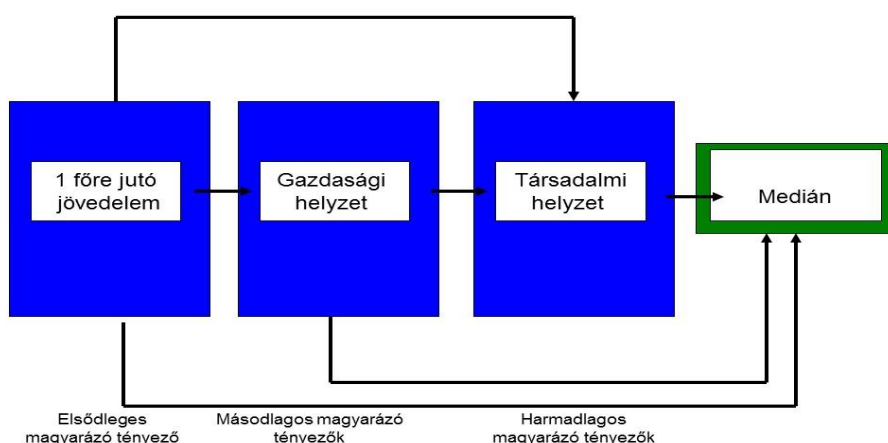 1 főre jutó
jövedelem
Gazdasági
helyzet
Társadalmi
helyzet
Medián
Elsődleges
magyarázó tényező
Másodlagos magyarázó
tényezők
Harmadlagos
magyarázó tényezők